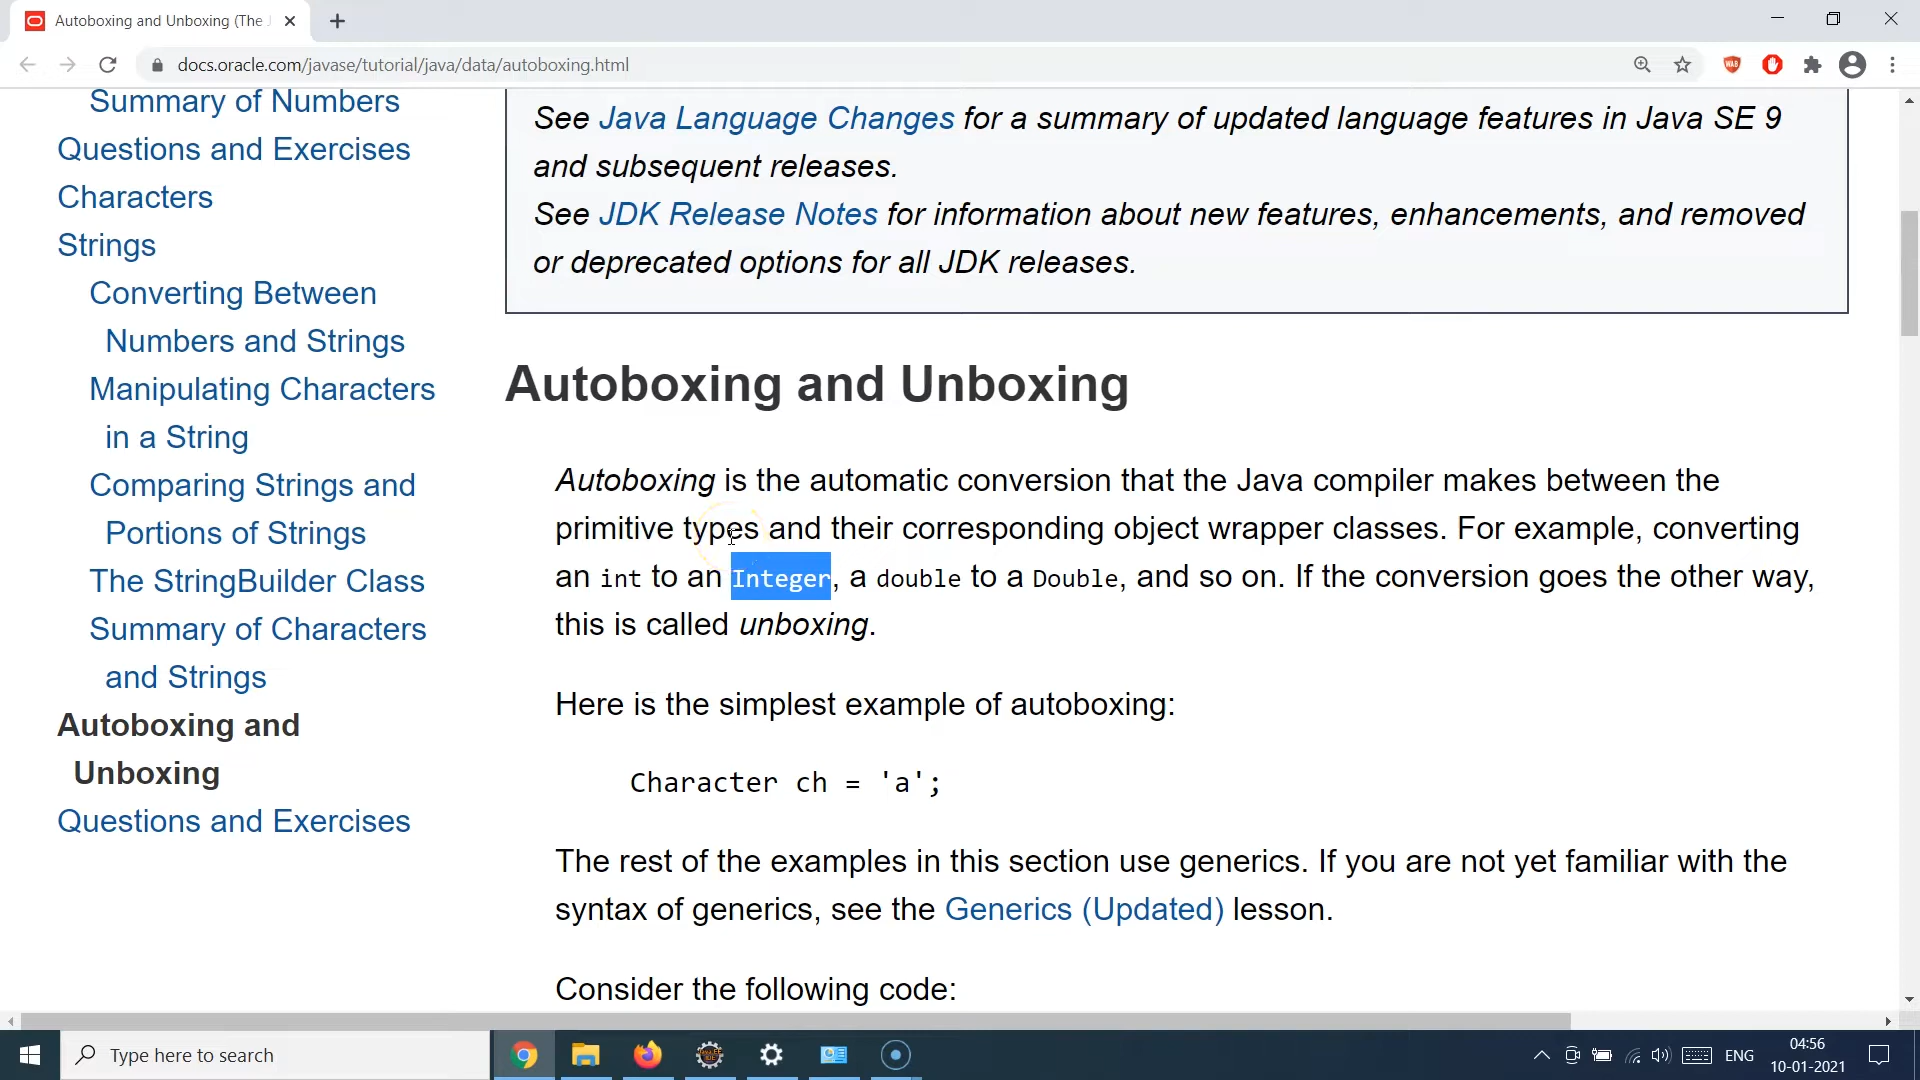 Autoboxing and Unboxing (The J
docs.oracle.com/javase/tutorial/java/data/autoboxing.html
Summary of Numbers
Questions and Exercises
Characters
Strings
Converting Between
Numbers and Strings
Manipulating Characters
in a String
Comparing Strings and
Portions of Strings
The StringBuilder Class
Summary of Characters
and Strings
Autoboxing and
Unboxing
Questions and Exercises
See Java Language Changes for a summary of updated language features in Java SE 9
and subsequent releases.
See JDK Release Notes for information about new features, enhancements, and removed
or deprecated options for all JDK releases.
Autoboxing and Unboxing
Autoboxing is the automatic conversion that the Java compiler makes between the
primitive types and their corresponding object wrapper classes. For example, converting
an int to an Integer, a double to a Double, and so on. If the conversion goes the other way,
this is called unboxing.
Here is the simplest example of autoboxing:
Character ch = 'a';
The rest of the examples in this section use generics. If you are not yet familiar with the
syntax of generics, see the Generics (Updated) lesson.
Consider the following code:
Type here to search
ENG
04:56
10-01-2021